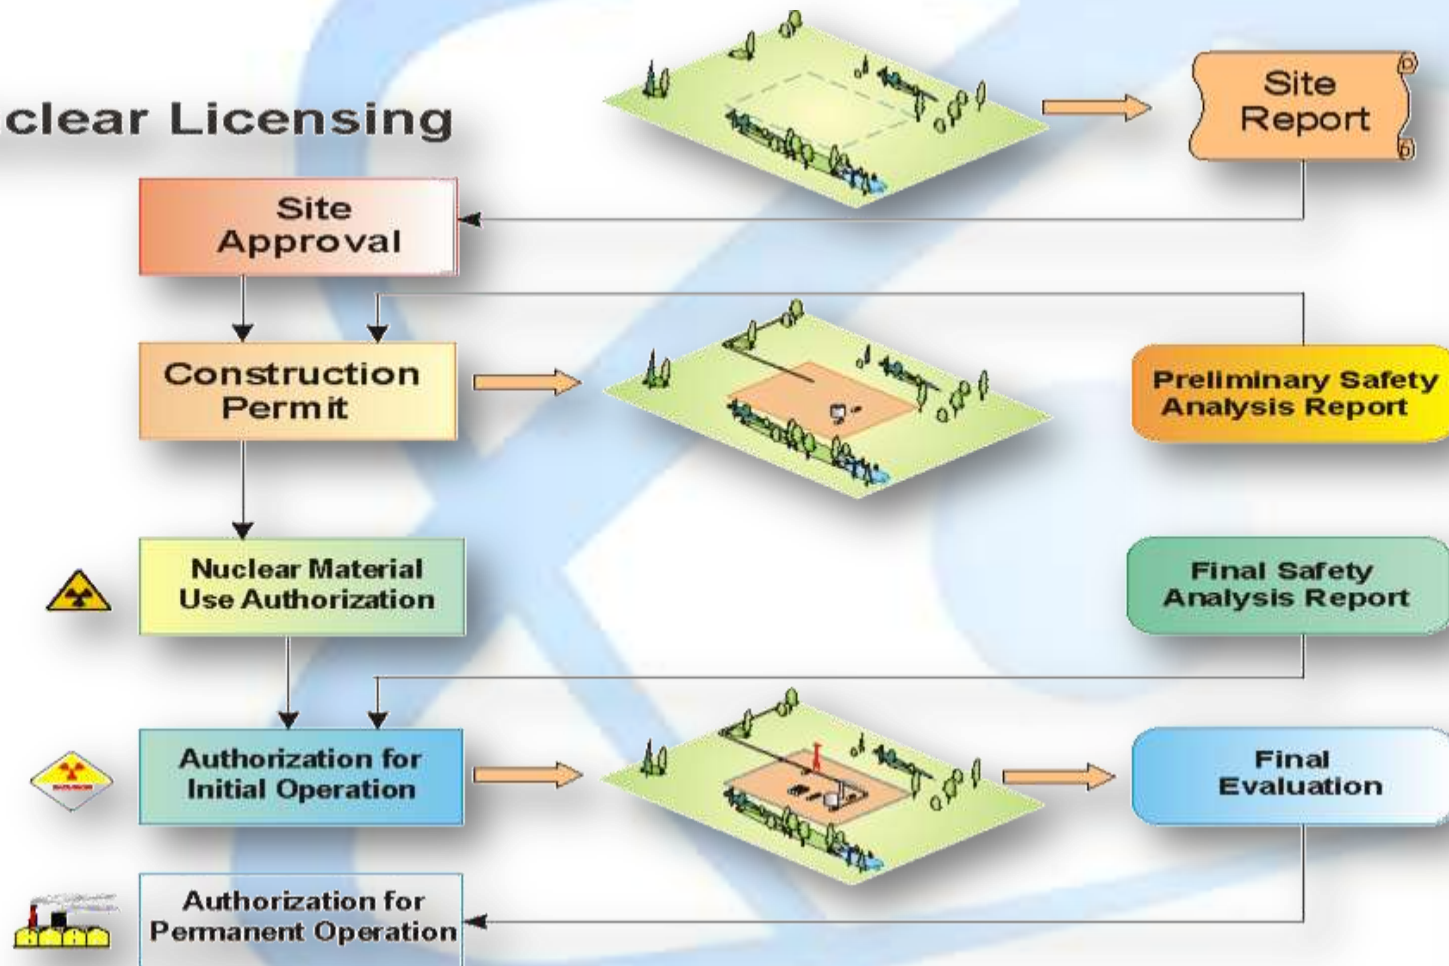 clear Licensing
Site
Report
Site
Approval
Construction
Permit
Preliminary Safety
Analysis Report
Nuclear Material
Use Authorization
Final Safety
Analysis Report
Authorization for
Initial Operation
Final
Evaluation
Authorization for
Permanent Operation